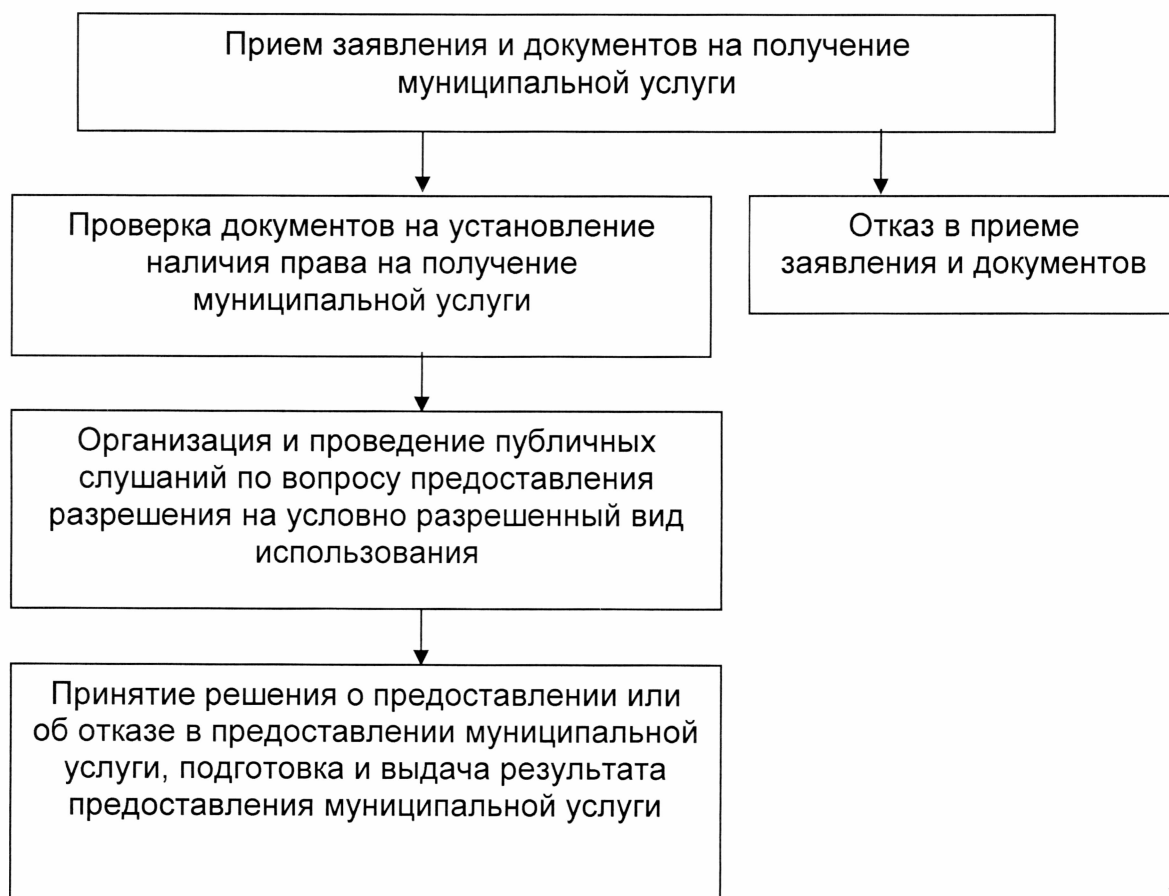 Прием заявления и документов на получение
муниципальной услуги
Проверка документов на установление
наличия права на получение
муниципальной услуги
Отказ в приеме
заявления и документов
Организация и проведение публичных
слушаний по вопросу предоставления
разрешения на условно разрешенный вид
использования
Принятие решения о предоставлении или
об отказе в предоставлении муниципальной
услуги, подготовка и выдача результата
предоставления муниципальной услуги